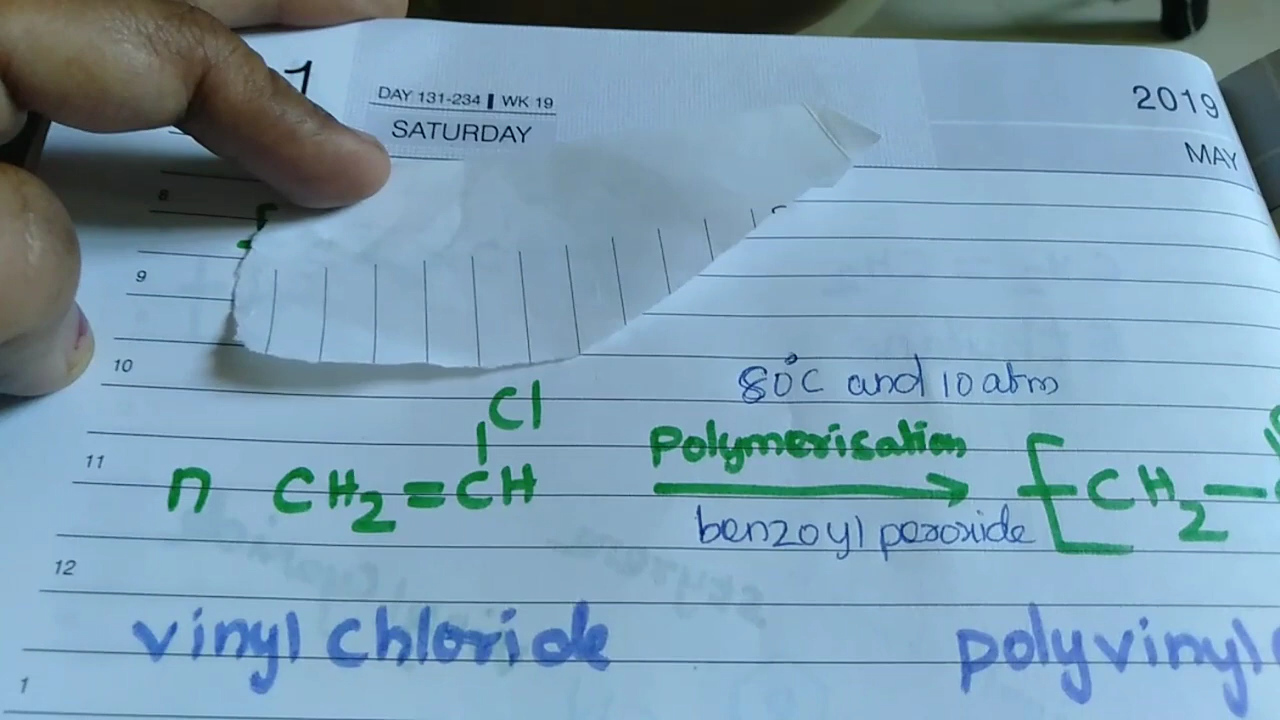 1
DAY 131-234 | WK 19
SATURDAY
2019
MAY
8
9
10
80°C and 10 atm
Cl
11
n CH2=CH
Polymerisation
[CH2-
benzoyl peroxide
12
vinyl chloride
polyvinyl
1